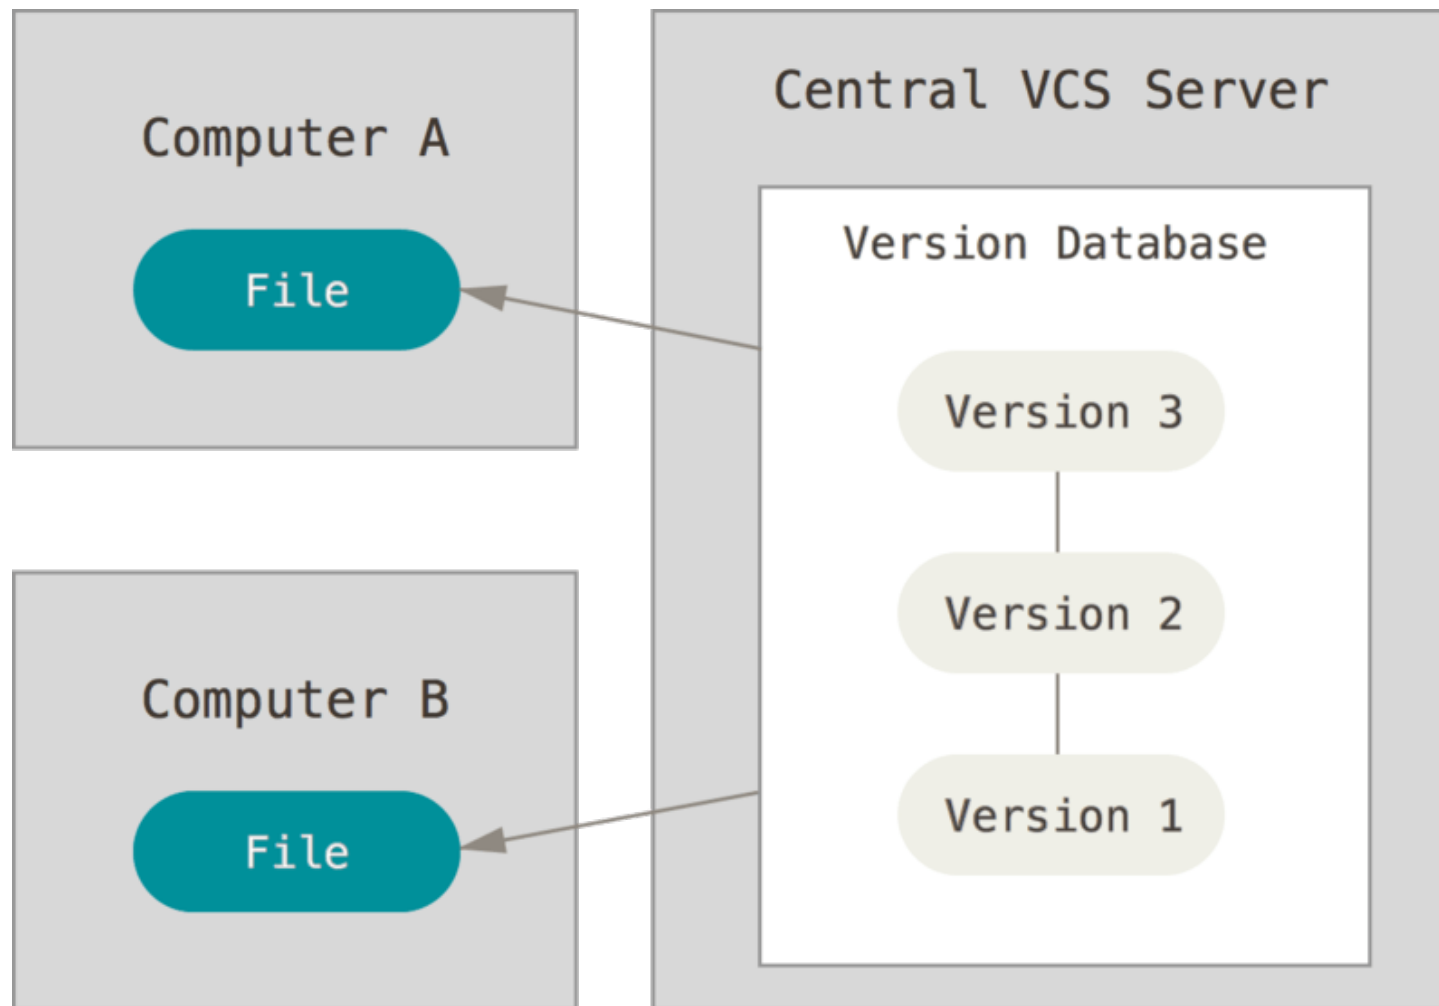 Computer A
File
Computer B
File
Central VCS Server
Version Database
Version 3
Version 2
Version 1